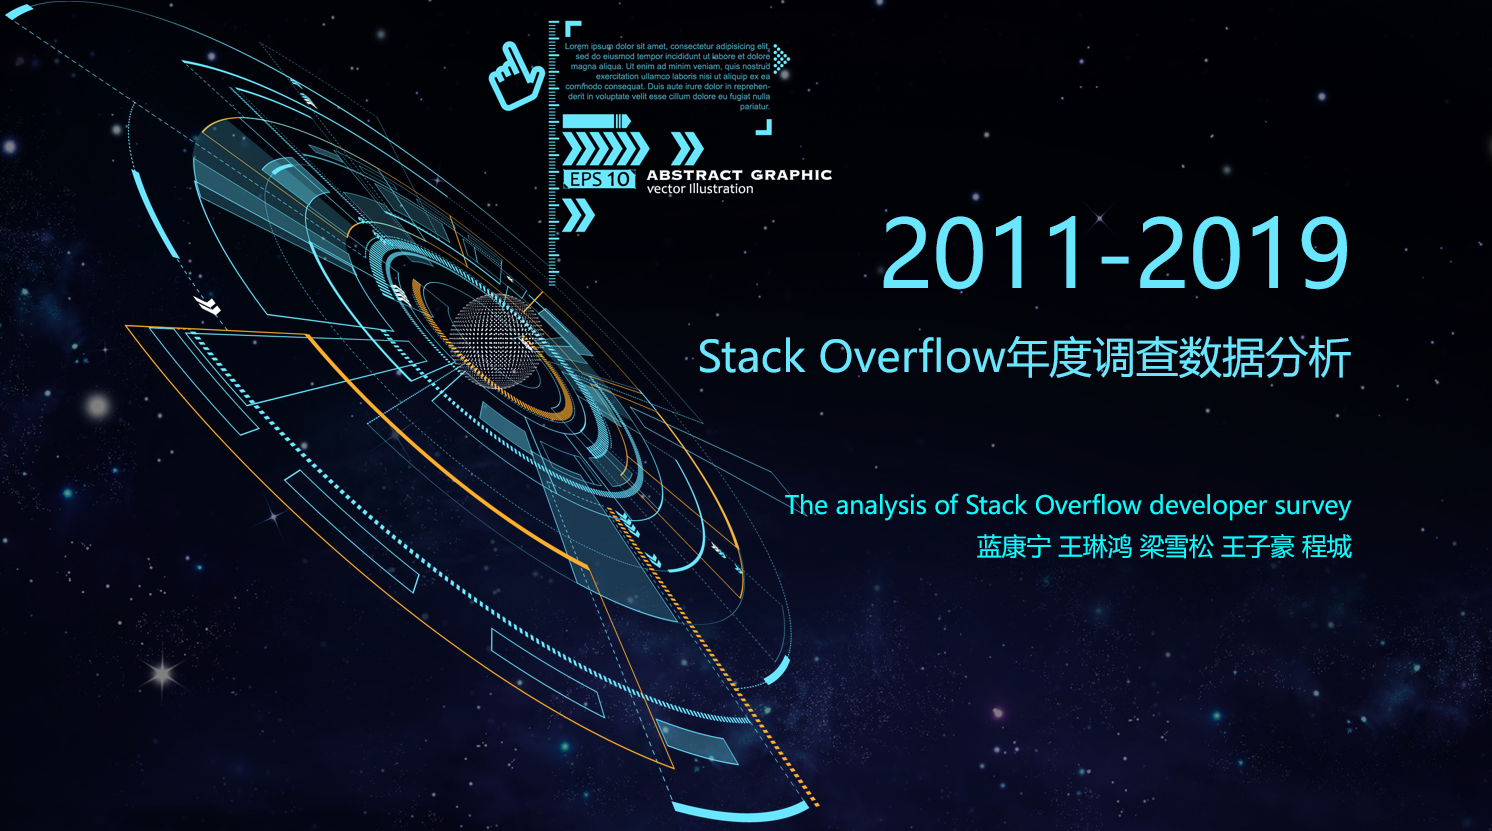 Lorem ipsum dolor sit amet, consectetur adipisicing elit,
sed do eiusmod tempor incididunt ut labore et dolore
magna aliqua. Ut enim ad minim veniam, quis nostrud
exercitation ullamco laboris nisi ut aliquip ex ea
commodo consequat. Duis aute irure dolor in reprehen-
derit in voluptate velit esse cillum dolore eu fugiat nulla
pariatur.
EPS 10
ABSTRACT GRAPHIC
vector Illustration
2011-2019
Stack Overflow年度调查数据分析
The analysis of Stack Overflow developer survey
蓝康宁 王琳鸿 梁雪松 王子豪 程城